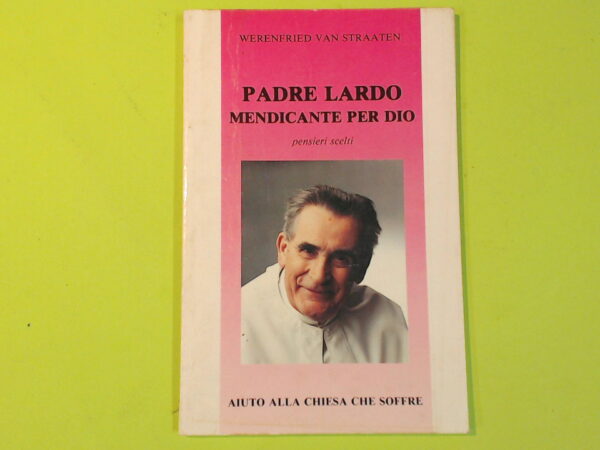 WERENFRIED VAN STRAATEN
PADRE LARDO
MENDICANTE PER DIO
pensieri scelti
AIUTO ALLA CHIESA CHE SOFFRE